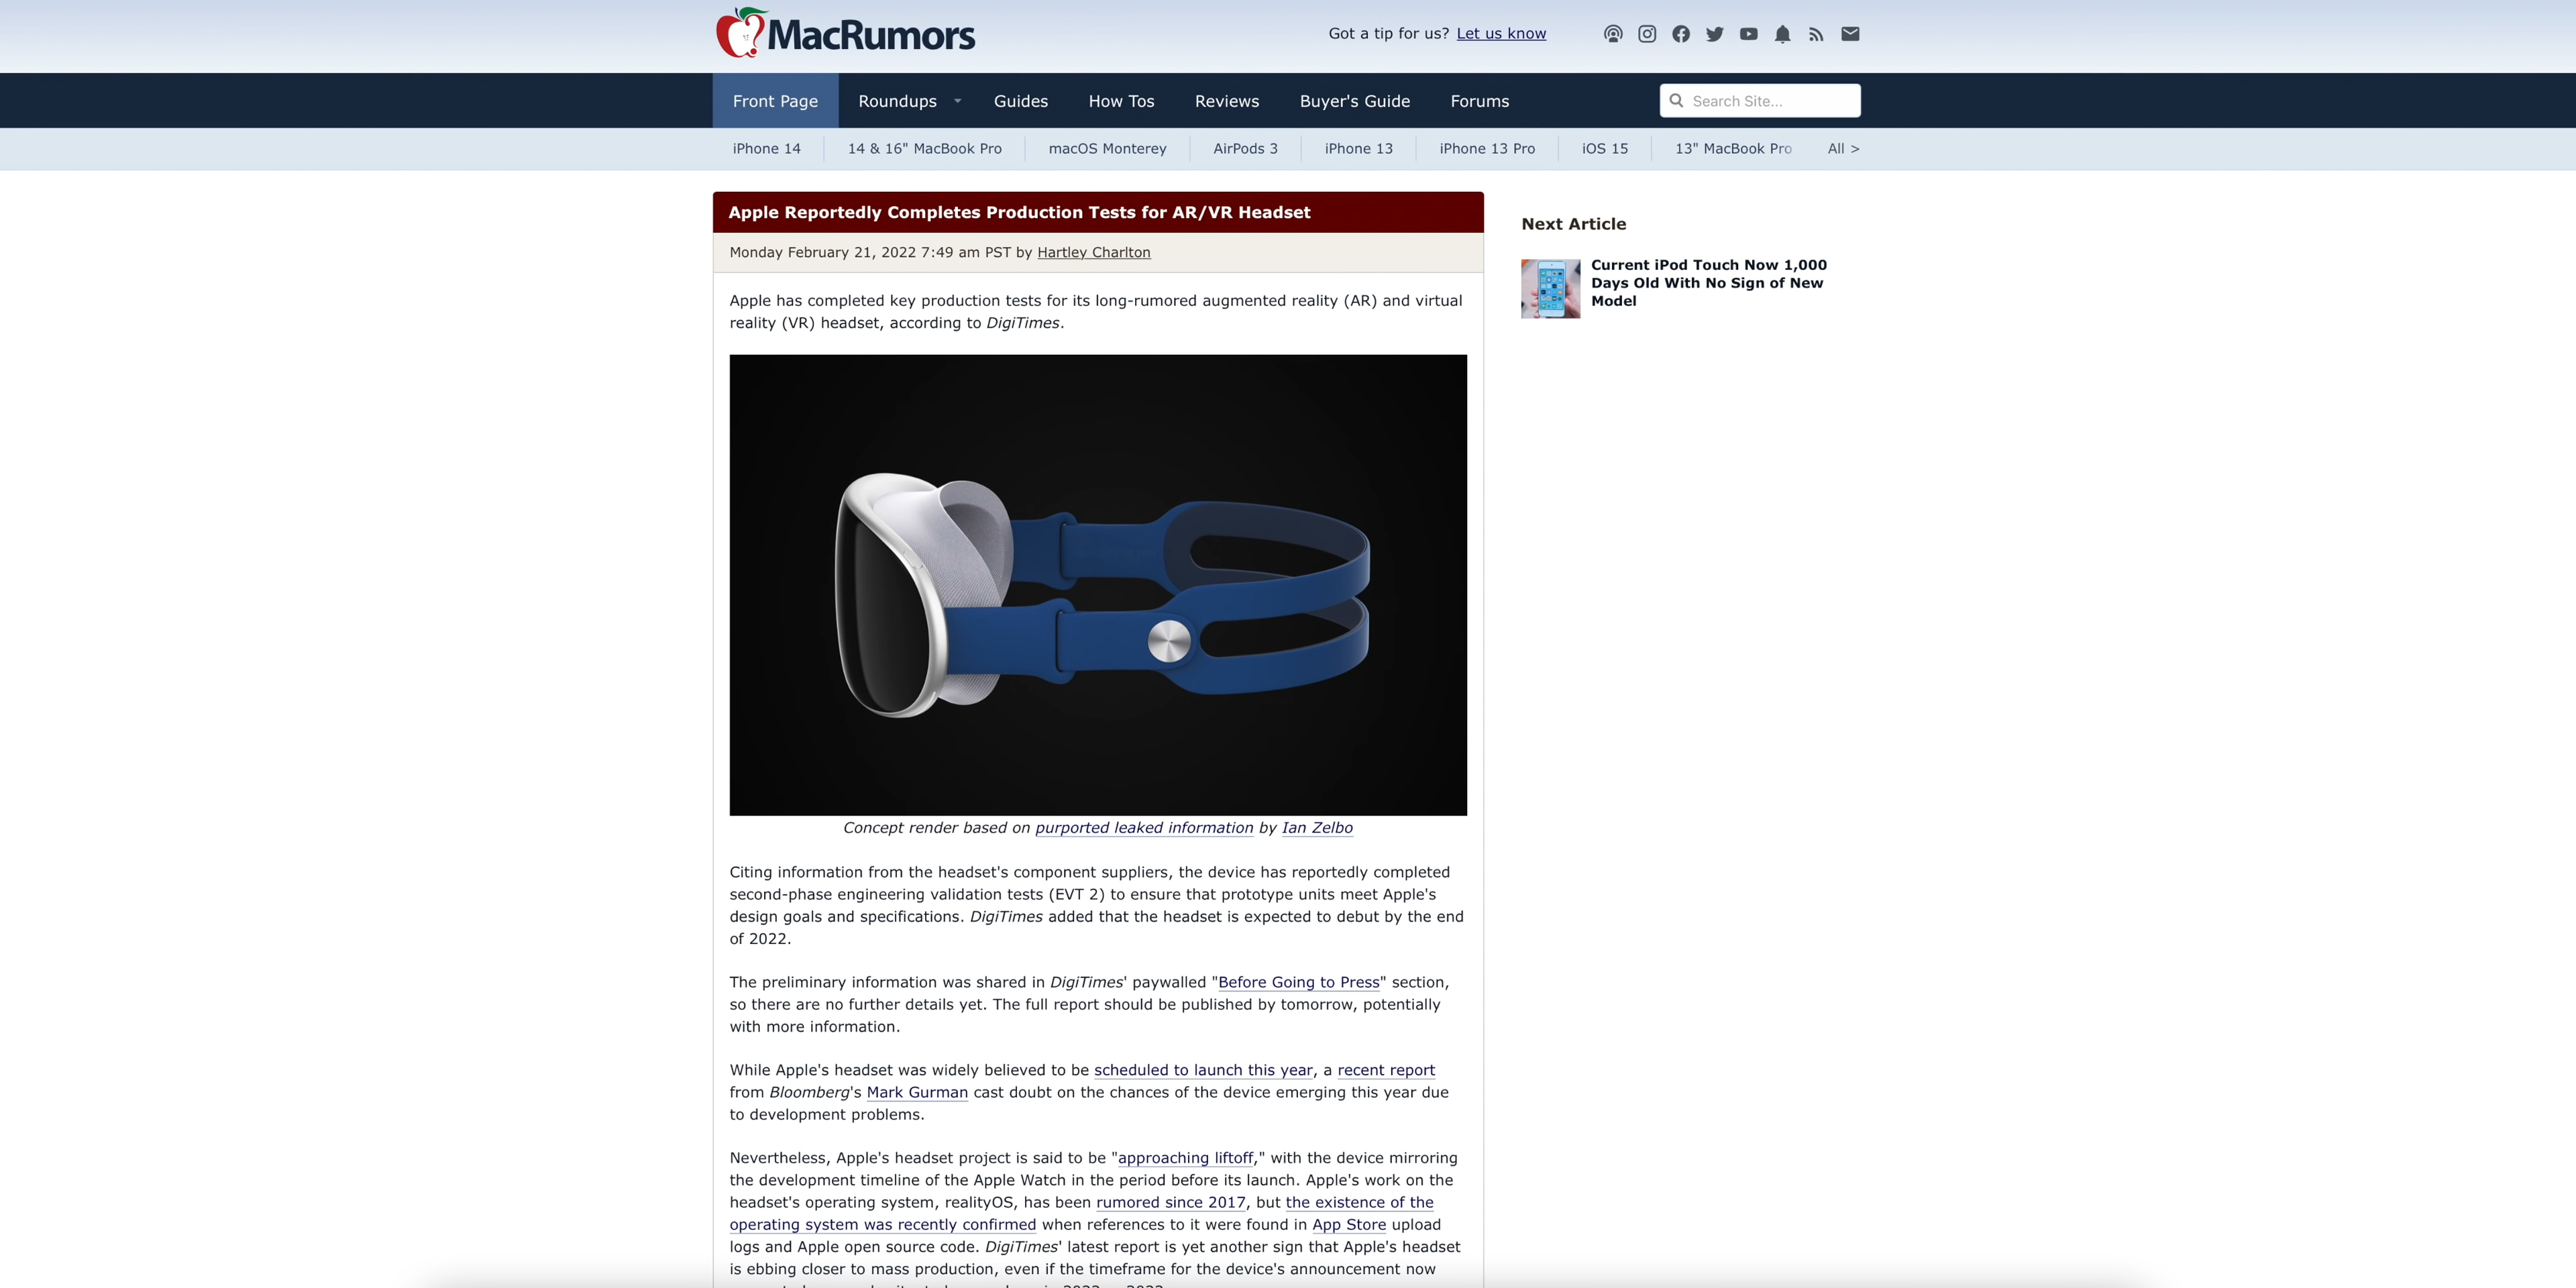 MacRumors
Got a tip for us? Let us know
Front Page
Roundups
Guides
How Tos
Reviews
Buyer's Guide
Forums
Search Site...
iPhone 14
14 & 16" MacBook Pro
macOS Monterey
AirPods 3
iPhone 13
iPhone 13 Pro
iOS 15
13" MacBook Pro
All >
Apple Reportedly Completes Production Tests for AR/VR Headset
Monday February 21, 2022 7:49 am PST by Hartley Charlton
Apple has completed key production tests for its long-rumored augmented reality (AR) and virtual
reality (VR) headset, according to DigiTimes.
Concept render based on purported leaked information by Ian Zelbo
Citing information from the headset's component suppliers, the device has reportedly completed
second-phase engineering validation tests (EVT 2) to ensure that prototype units meet Apple's
design goals and specifications. DigiTimes added that the headset is expected to debut by the end
of 2022.
The preliminary information was shared in DigiTimes' paywalled "Before Going to Press" section,
so there are no further details yet. The full report should be published by tomorrow, potentially
with more information.
While Apple's headset was widely believed to be scheduled to launch this year, a recent report
from Bloomberg's Mark Gurman cast doubt on the chances of the device emerging this year due
to development problems.
Nevertheless, Apple's headset project is said to be "approaching liftoff," with the device mirroring
the development timeline of the Apple Watch in the period before its launch. Apple's work on the
headset's operating system, realityOS, has been rumored since 2017, but the existence of the
operating system was recently confirmed when references to it were found in App Store upload
logs and Apple open source code. DigiTimes' latest report is yet another sign that Apple's headset
is ebbing closer to mass production, even if the timeframe for the device's announcement now
Next Article
Current iPod Touch Now 1,000
Days Old With No Sign of New
Model